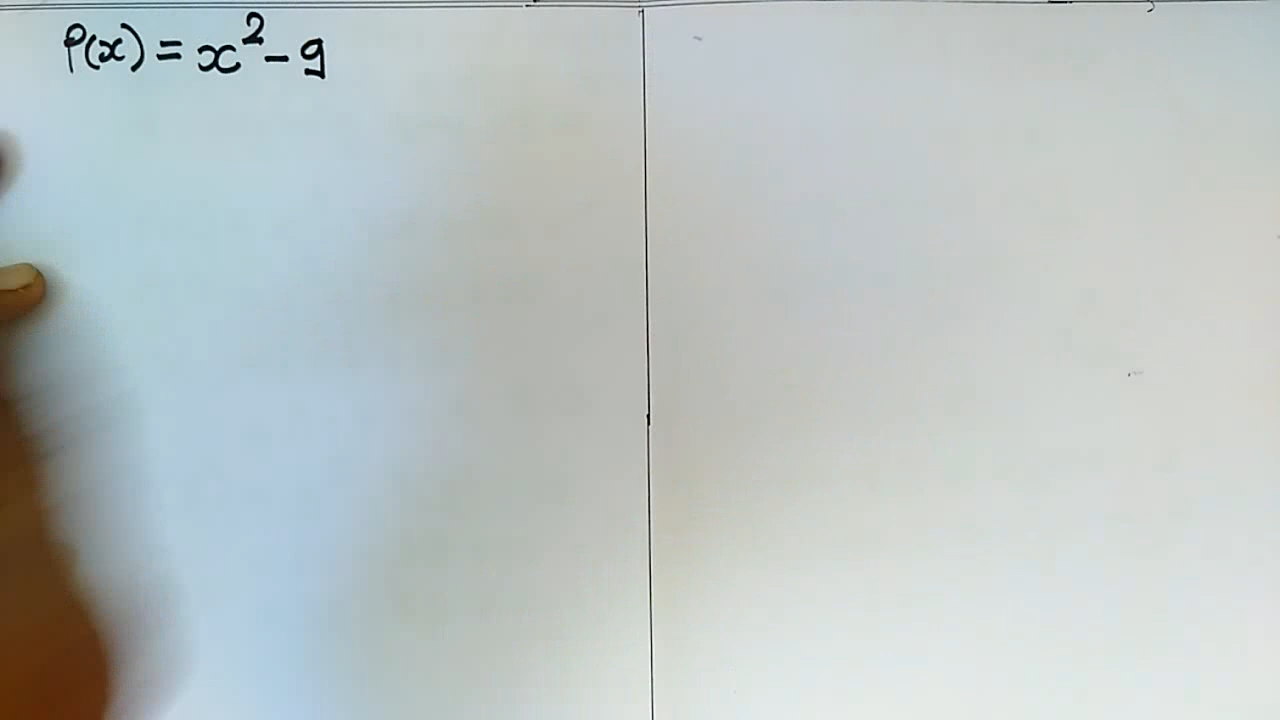 P(x) = x² - 9